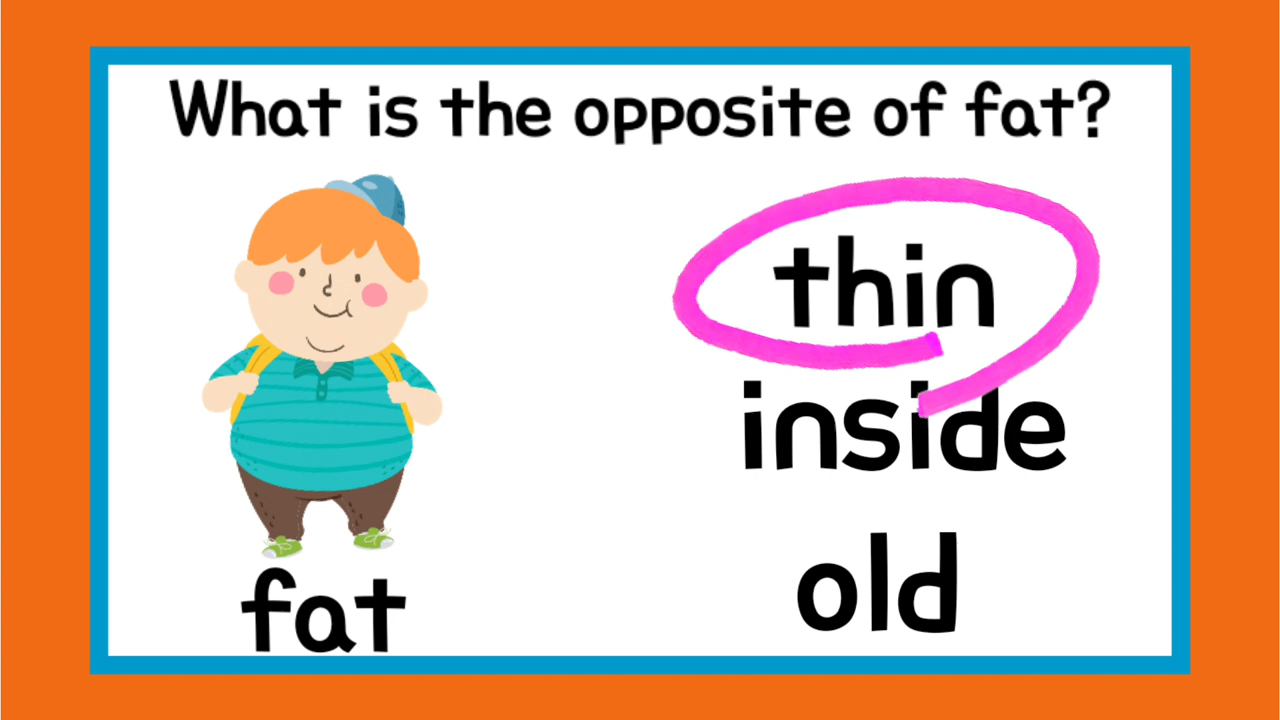 What is the opposite of fat?
thin
inside
old
fat